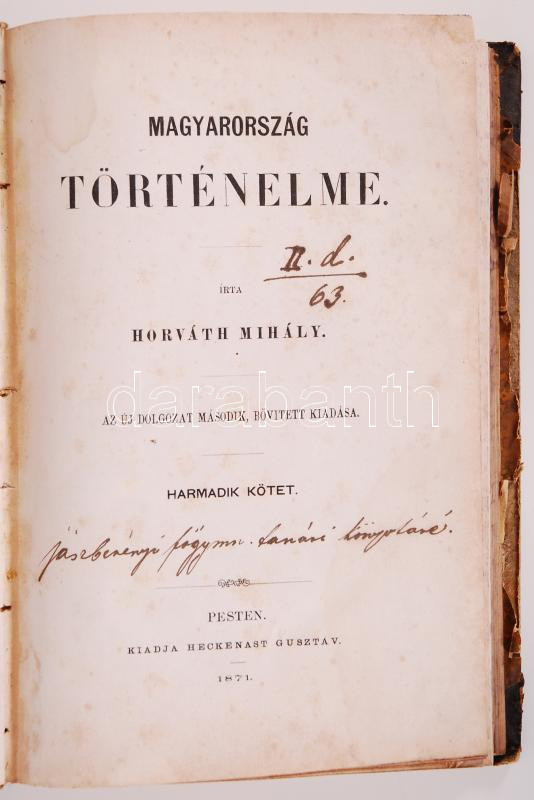 MAGYARORSZÁG
TÖRTÉNELME.
II. d.
63.
ÍRTA
HORVÁTH MIHÁLY.
darabanth
AZ ÚJ DOLGOZAT MÁSODIK, BŐVITETT KIADÁSA.
HARMADIK KÖTET.
jászberényi főgymn. tanári könyvtáré.
PESTEN.
KIADJA HECKENAST GUSZTÁV.
1871.